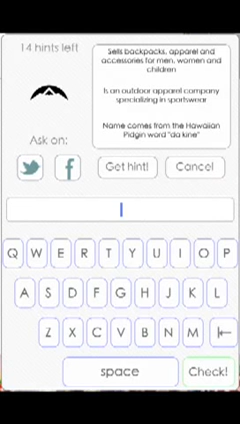 14 hints left
Sells backpacks, apparel and
accessories for men, women and
children
Is an outdoor apparel company
specializing in sportswear
Name comes from the Hawaiian
Pidgin word "da kine"
Ask on:
Get hint!
Cancel
Q W E R T Y U I O P
A S D F G H J K L
Z X C V B N M
space
Check!